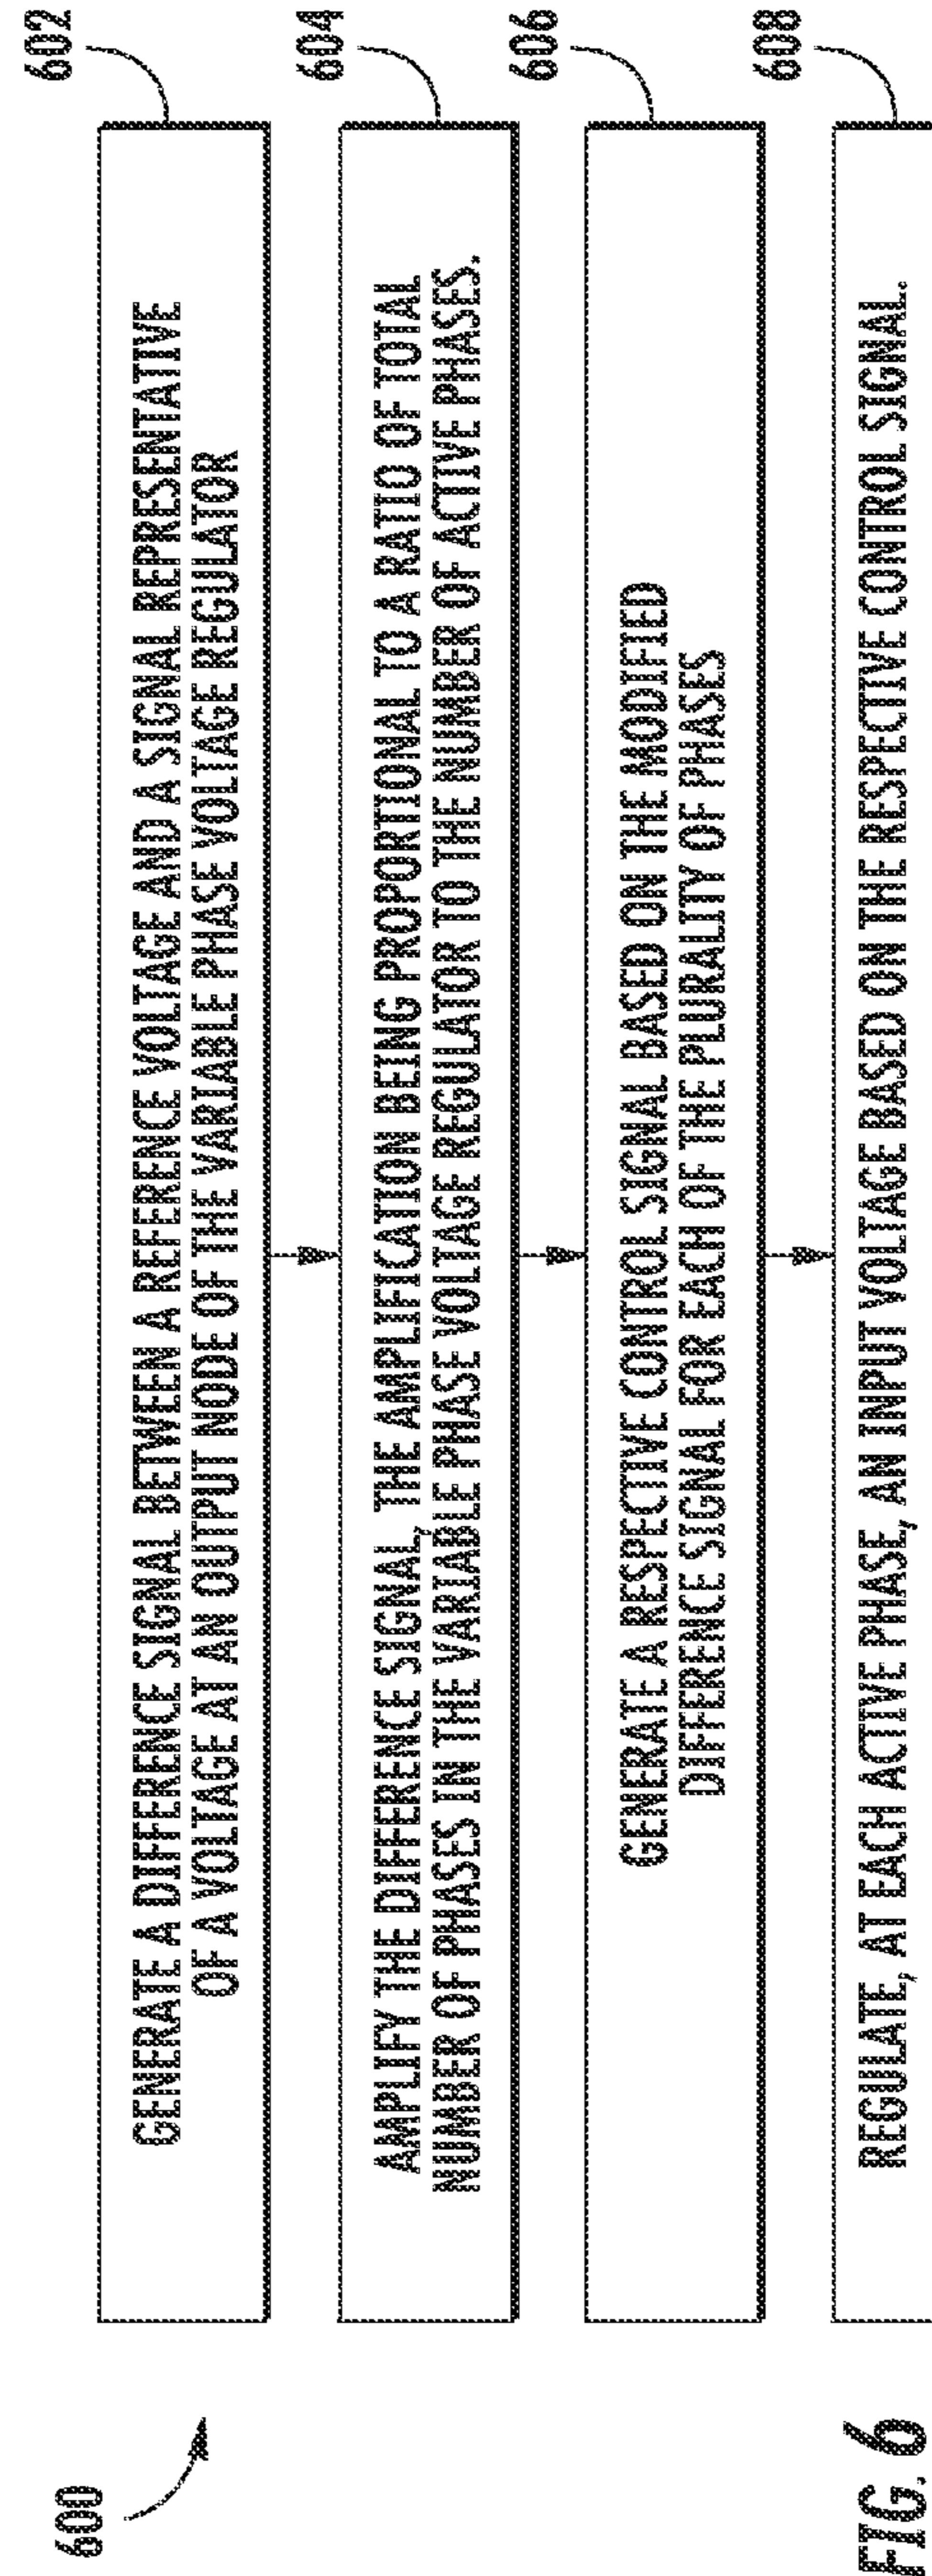 600
602
GENERATE A DIFFERENCE SIGNAL BETWEEN A REFERENCE VOLTAGE AND A SIGNAL REPRESENTATIVE
OF A VOLTAGE AT AN OUTPUT NODE OF THE VARIABLE PHASE VOLTAGE REGULATOR
604
AMPLIFY THE DIFFERENCE SIGNAL, THE AMPLIFICATION BEING PROPORTIONAL TO A RATIO OF TOTAL
NUMBER OF PHASES IN THE VARIABLE PHASE VOLTAGE REGULATOR TO THE NUMBER OF ACTIVE PHASES.
606
GENERATE A RESPECTIVE CONTROL SIGNAL BASED ON THE MODIFIED
DIFFERENCE SIGNAL FOR EACH OF THE PLURALITY OF PHASES
608
REGULATE, AT EACH ACTIVE PHASE, AN INPUT VOLTAGE BASED ON THE RESPECTIVE CONTROL SIGNAL.
FIG. 6